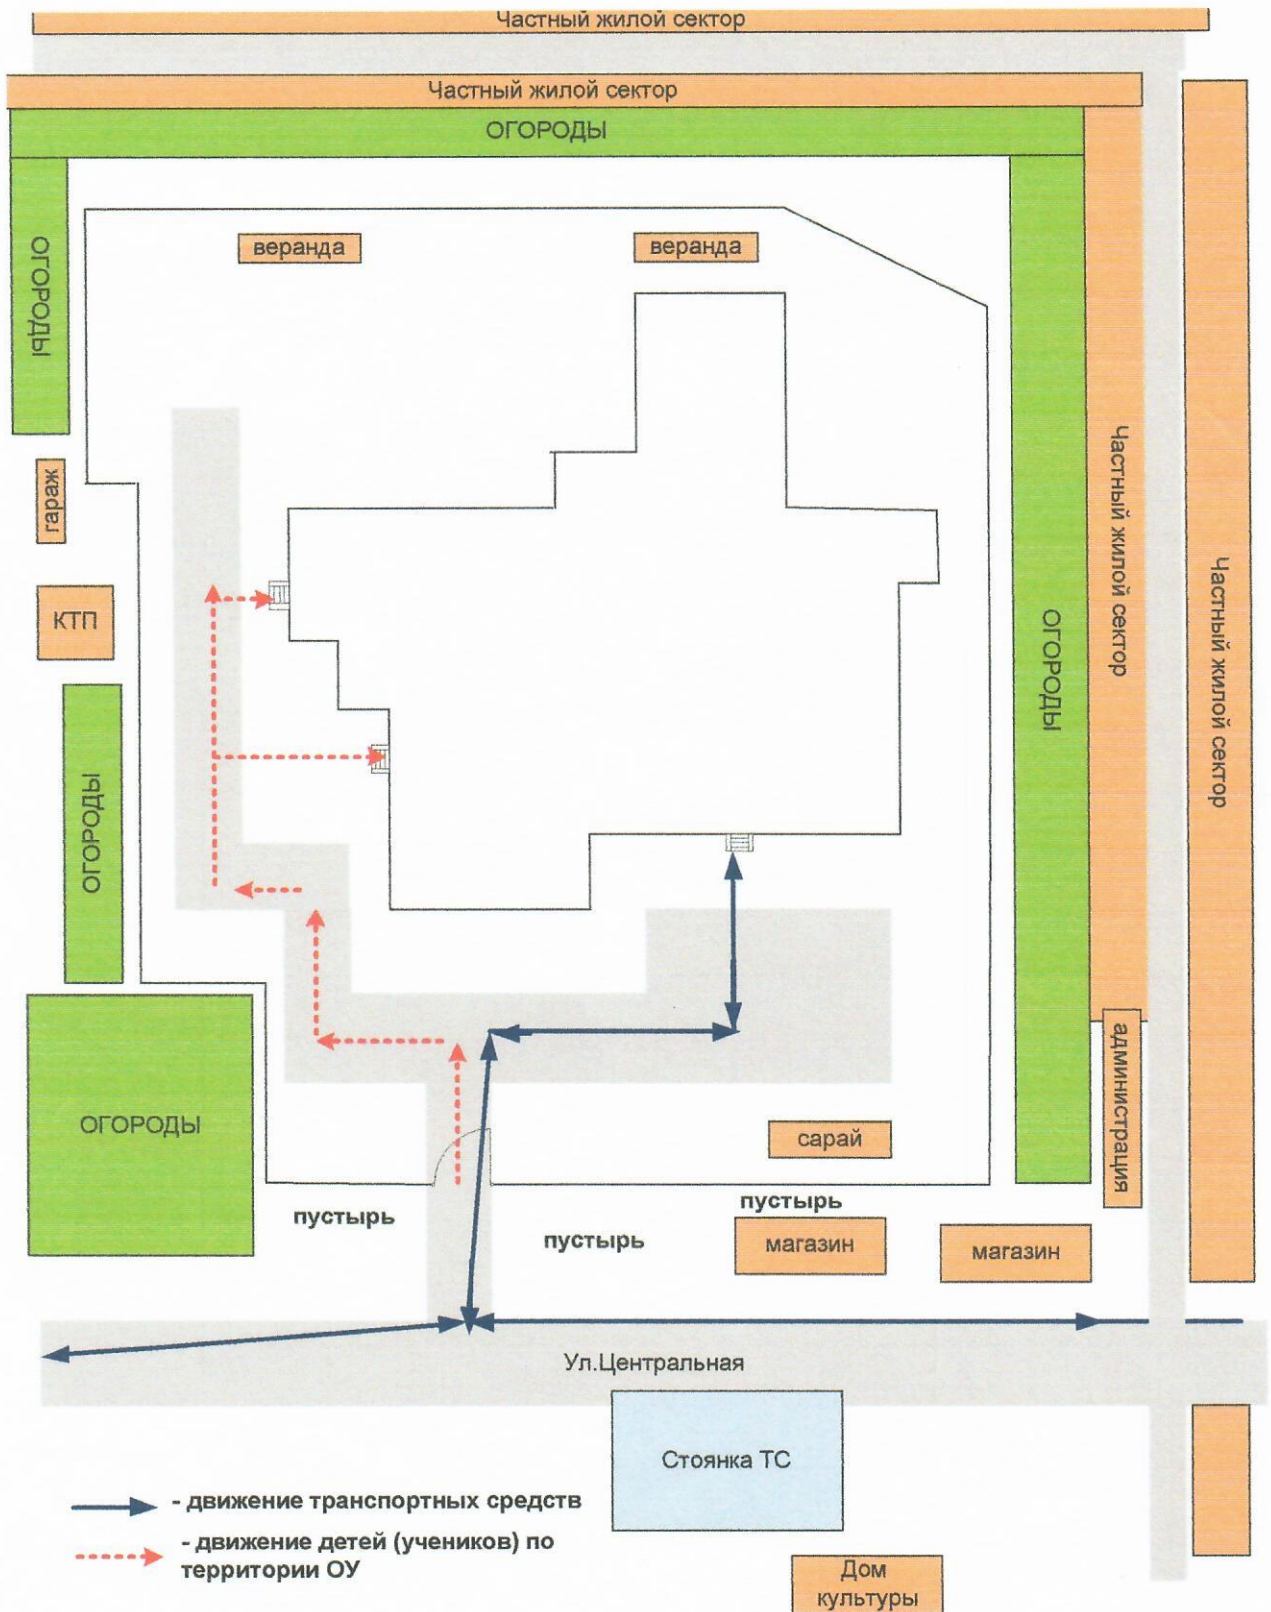 Частный жилой сектор
Частный жилой сектор
ОГОРОДЫ
ОГОРОДЫ
веранда
веранда
гараж
КТП
ОГОРОДЫ
ОГОРОДЫ
ОГОРОДЫ
Частный жилой сектор
Частный жилой сектор
администрация
сарай
пустырь
пустырь
пустырь
магазин
магазин
Ул.Центральная
Стоянка ТС
- движение транспортных средств
- движение детей (учеников) по
территории ОУ
Дом
культуры